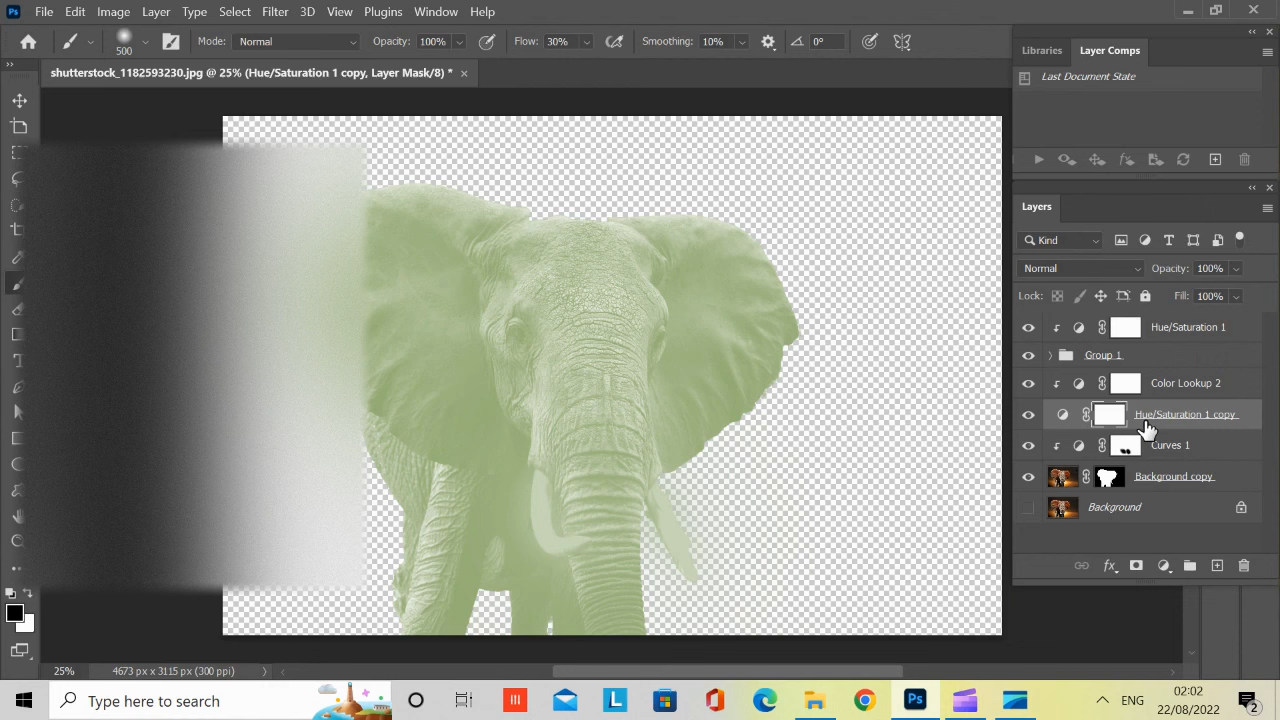 Ps File Edit Image Layer Type Select Filter 3D View Plugins Window Help
500 Mode: Normal Opacity: 100% Flow: 30% Smoothing: 10% 0°
shutterstock_1182593230.jpg @ 25% (Hue/Saturation 1 copy, Layer Mask/8) *
Libraries Layer Comps
Last Document State
Layers
Kind
Normal Opacity: 100%
Lock: Fill: 100%
Hue/Saturation 1
Group 1
Color Lookup 2
Hue/Saturation 1 copy
Curves 1
Background copy
Background
fx
25% 4673 px x 3115 px (300 ppi)
Type here to search
L
Ps
ENG
02:02
22/08/2022
2